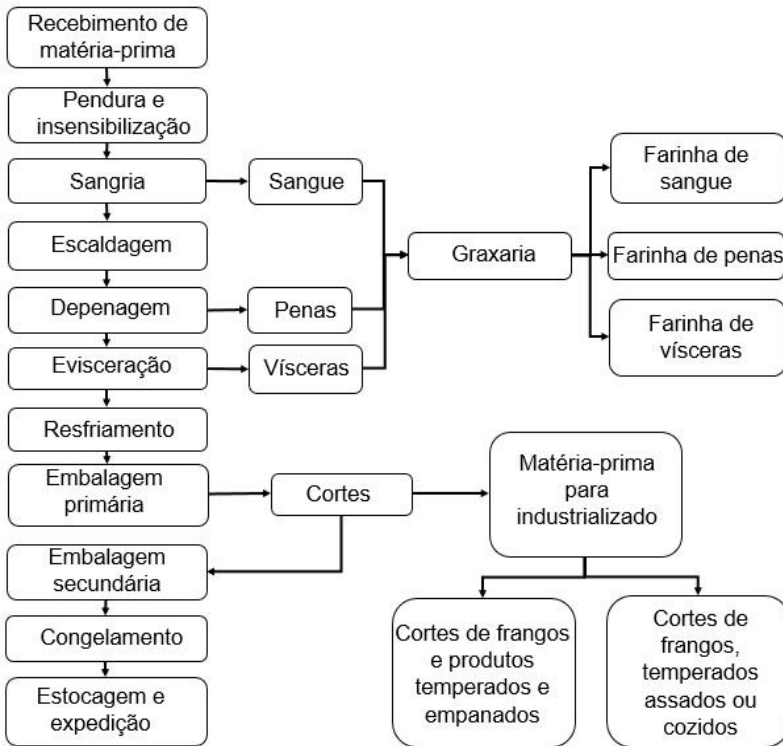 Recebimento de
matéria-prima
Pendura e
insensibilização
Sangria
Sangue
Escaldagem
Depenagem
Penas
Evisceração
Vísceras
Graxaria
Farinha de
sangue
Farinha de penas
Farinha de
vísceras
Resfriamento
Embalagem
primária
Cortes
Matéria-prima
para
industrializado
Embalagem
secundária
Congelamento
Estocagem e
expedição
Cortes de frangos
e produtos
temperados e
empanados
Cortes de
frangos,
temperados
assados ou
cozidos